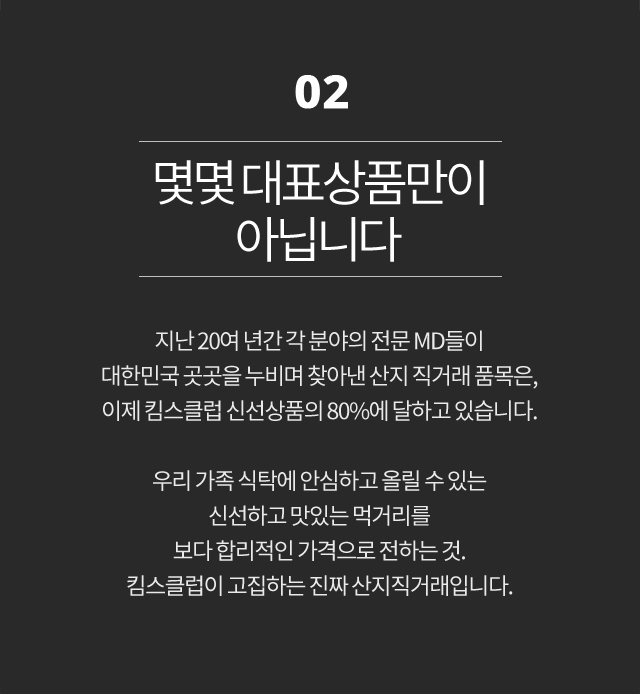 02
몇몇 대표상품만이
아닙니다
지난 20여 년간 각 분야의 전문 MD들이
대한민국 곳곳을 누비며 찾아낸 산지 직거래 품목은,
이제 킴스클럽 신선상품의 80%에 달하고 있습니다.
우리 가족 식탁에 안심하고 올릴 수 있는
신선하고 맛있는 먹거리를
보다 합리적인 가격으로 전하는 것.
킴스클럽이 고집하는 진짜 산지직거래입니다.